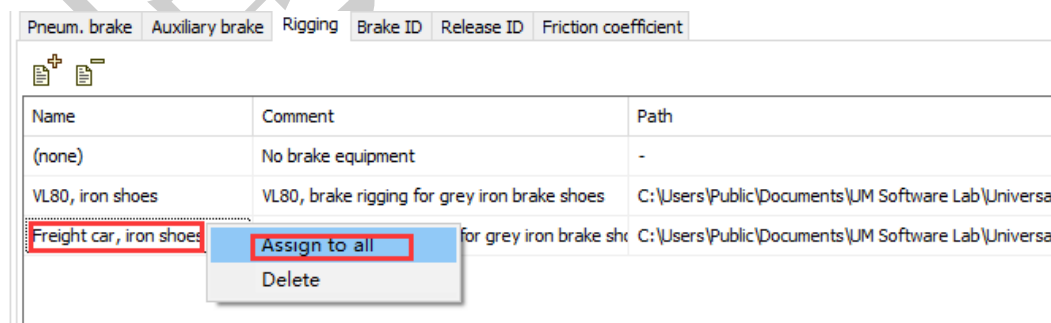 Pneum. brake Auxiliary brake Rigging Brake ID Release ID Friction coefficient
Name Comment Path
(none) No brake equipment -
VL80, iron shoes VL80, brake rigging for grey iron brake shoes C:\Users\Public\Documents\UM Software Lab\Universa
Freight car, iron shoes for grey iron brake sho C:\Users\Public\Documents\UM Software Lab\Universa
Assign to all
Delete